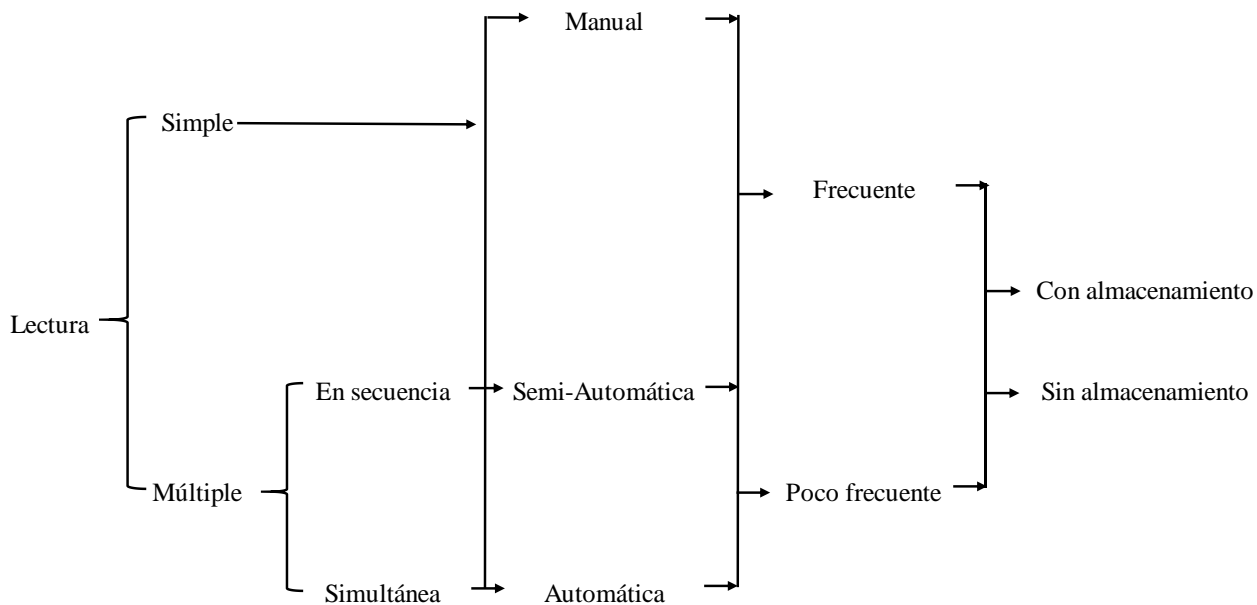 Manual
Simple
Frecuente
Con almacenamiento
Lectura
En secuencia
Semi-Automática
Sin almacenamiento
Múltiple
Poco frecuente
Simultánea
Automática